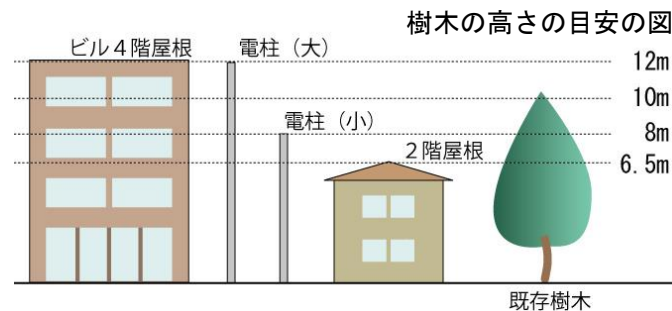 樹木の高さの目安の図
ビル４階屋根
電柱（大）
12m
10m
電柱（小）
8m
２階屋根
6.5m
既存樹木